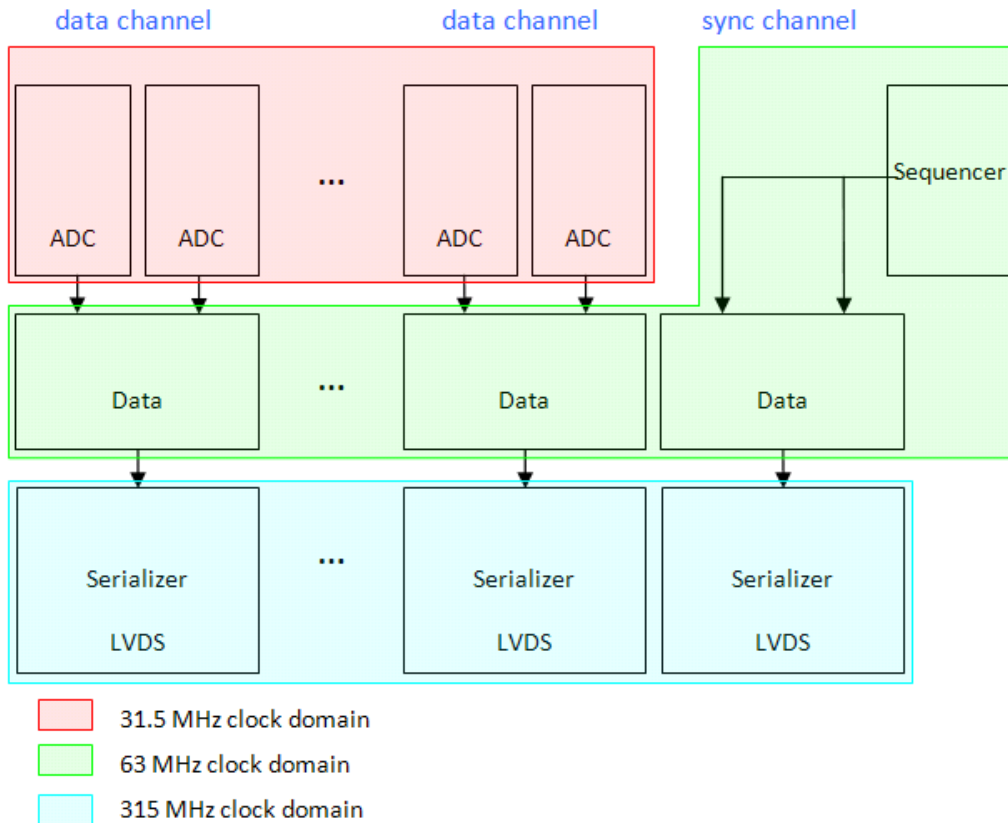 data channel data channel sync channel
... Sequencer
ADC ADC ADC ADC
... 
Data Data Data
...
Serializer Serializer Serializer
LVDS LVDS LVDS
31.5 MHz clock domain
63 MHz clock domain
315 MHz clock domain